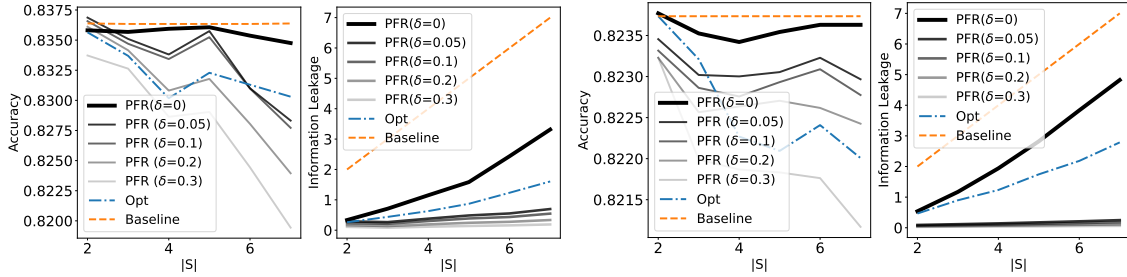 0.8375
0.8350
0.8325
0.8300
0.8275
0.8250
0.8225
0.8200
Accuracy
2
4
6
|S|
PFR(δ=0)
PFR (δ=0.05)
PFR (δ=0.1)
PFR (δ=0.2)
PFR (δ=0.3)
Opt
Baseline
7
6
5
4
3
2
1
0
Information Leakage
2
4
6
|S|
PFR(δ=0)
PFR(δ=0.05)
PFR(δ=0.1)
PFR(δ=0.2)
PFR(δ=0.3)
Opt
Baseline
0.8235
0.8230
0.8225
0.8220
0.8215
Accuracy
2
4
6
|S|
PFR(δ=0)
PFR (δ=0.05)
PFR (δ=0.1)
PFR (δ=0.2)
PFR (δ=0.3)
Opt
Baseline
7
6
5
4
3
2
1
0
Information Leakage
2
4
6
|S|
PFR(δ=0)
PFR(δ=0.05)
PFR(δ=0.1)
PFR(δ=0.2)
PFR(δ=0.3)
Opt
Baseline